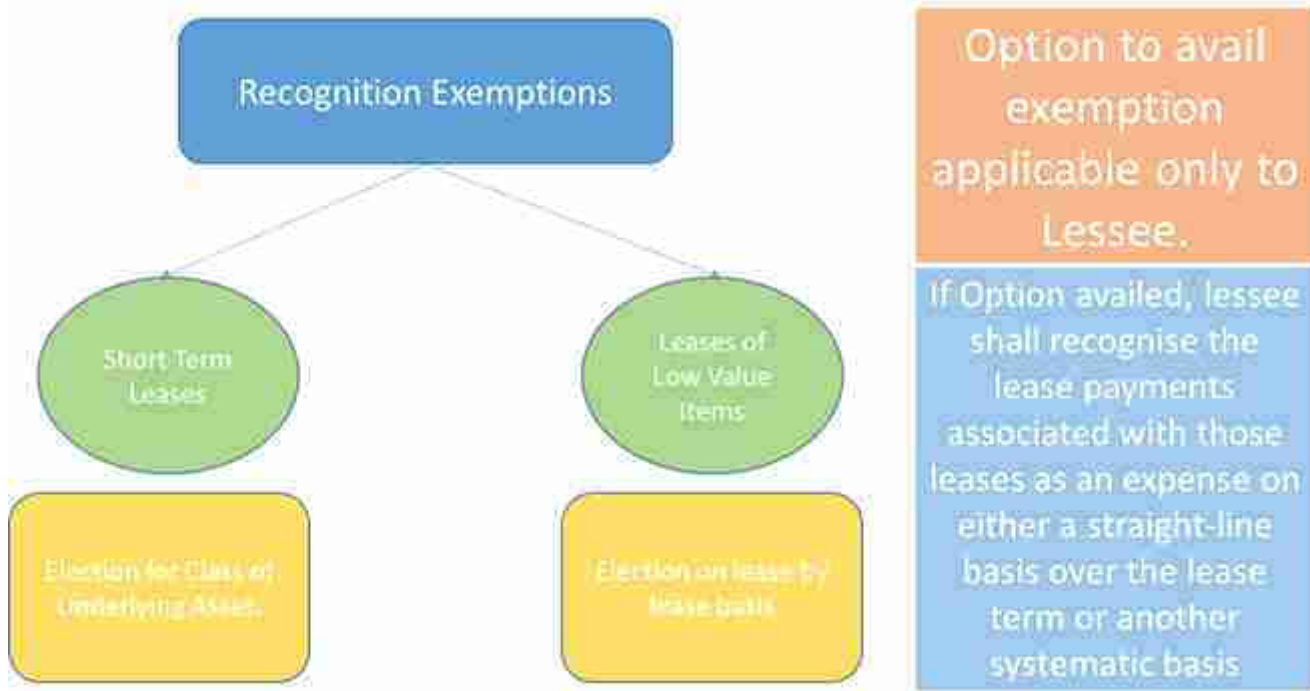 Recognition Exemptions
Short Term
Leases
Leases of
Low Value
Items
Election for Class of
Underlying Asset.
Election on lease by
lease basis
Option to avail
exemption
applicable only to
Lessee.
If Option availed, lessee
shall recognise the
lease payments
associated with those
leases as an expense on
either a straight-line
basis over the lease
term or another
systematic basis